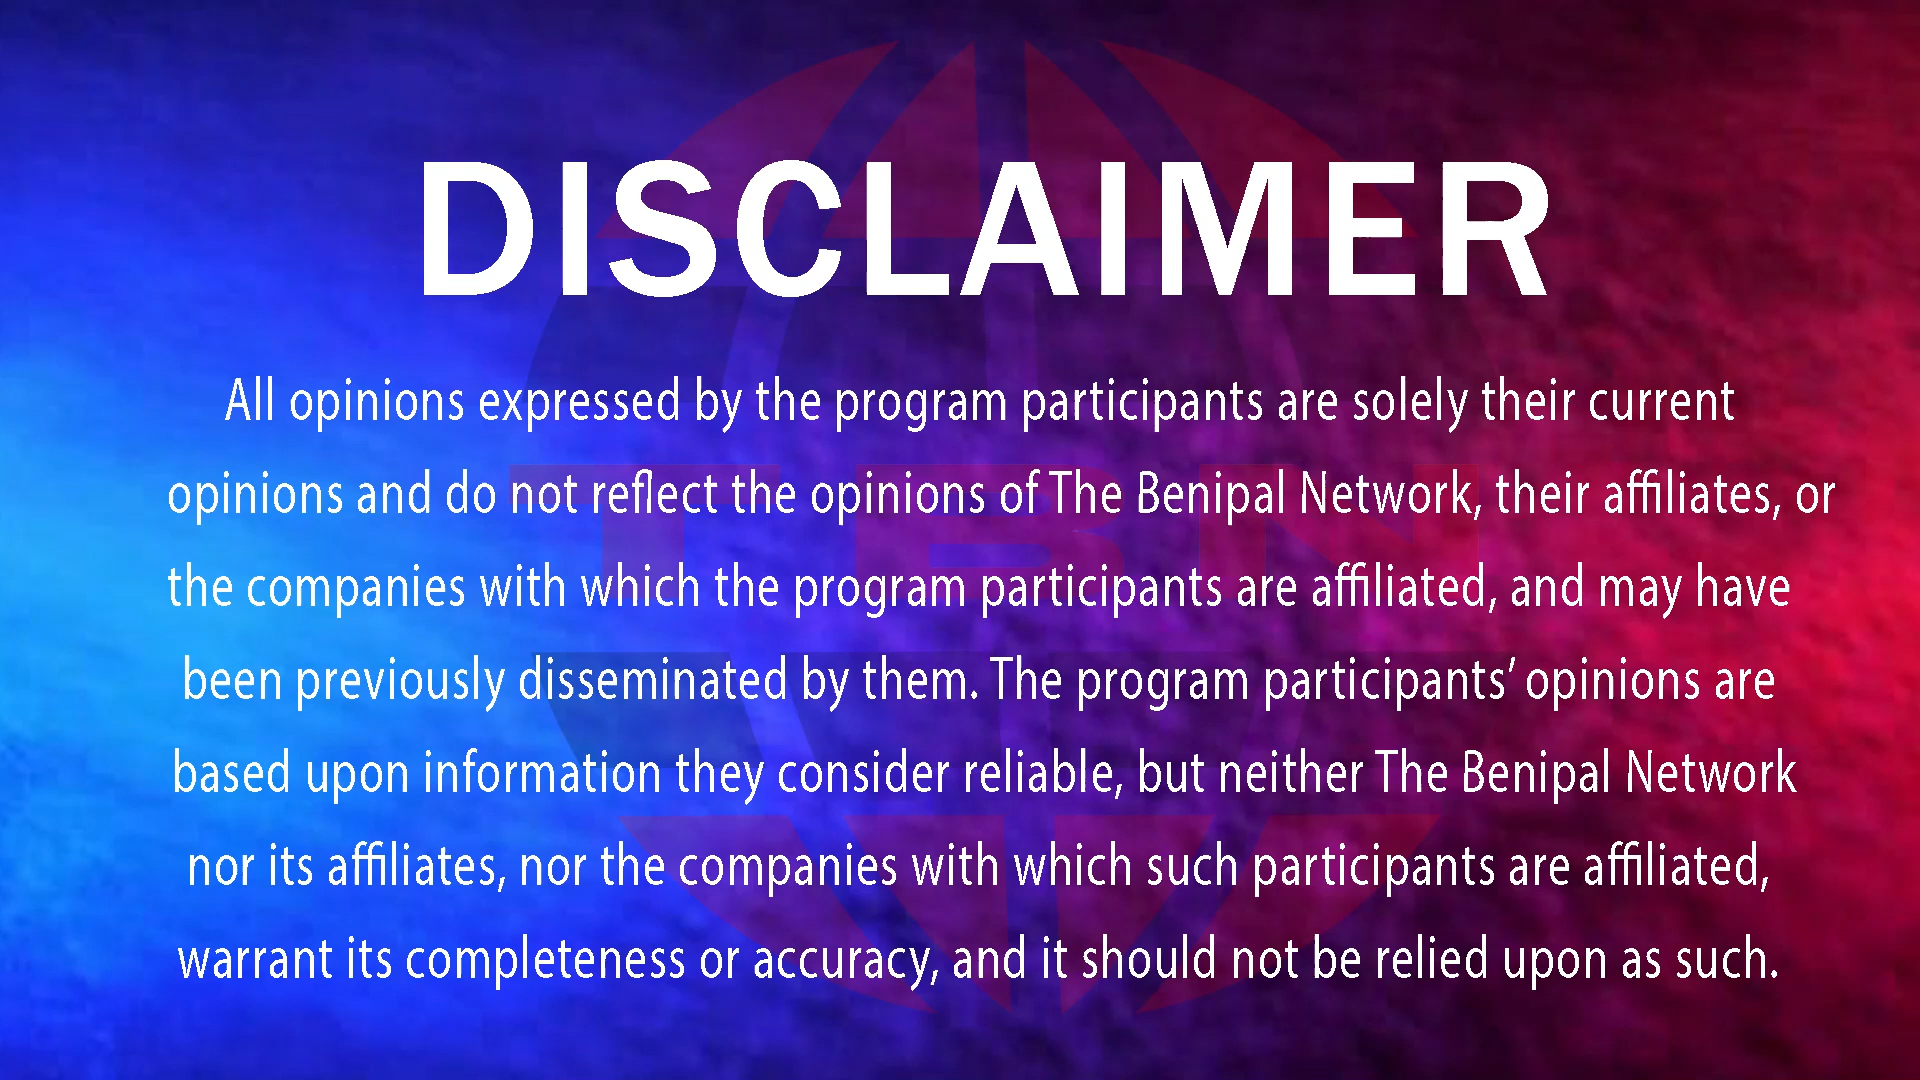 DISCLAIMER
All opinions expressed by the program participants are solely their current
opinions and do not reflect the opinions of The Benipal Network, their affiliates, or
the companies with which the program participants are affiliated, and may have
been previously disseminated by them. The program participants’ opinions are
based upon information they consider reliable, but neither The Benipal Network
nor its affiliates, nor the companies with which such participants are affiliated,
warrant its completeness or accuracy, and it should not be relied upon as such.
TBN